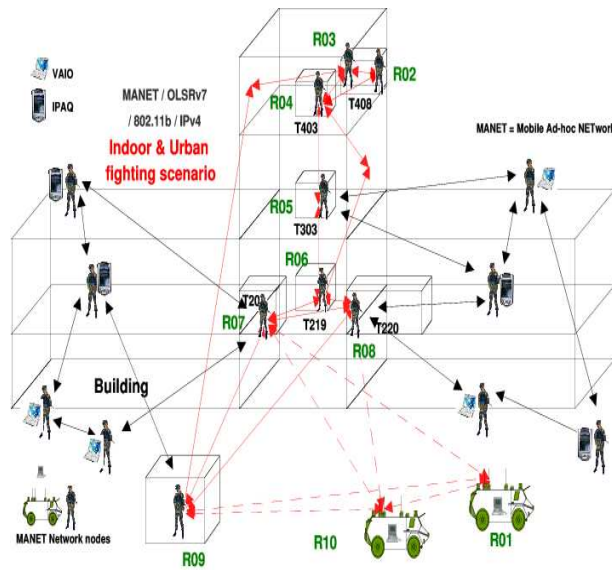 R03
VAIO
R02
MANET / OLSRv7
R04
T408
IPAQ
/ 802.11b / IPv4
T403
MANET = Mobile Ad-hoc NETwork
Indoor & Urban
fighting scenario
R05
T303
R06
T20
R07
T219
R08
T220
Building
MANET Network nodes
R09
R10
R01